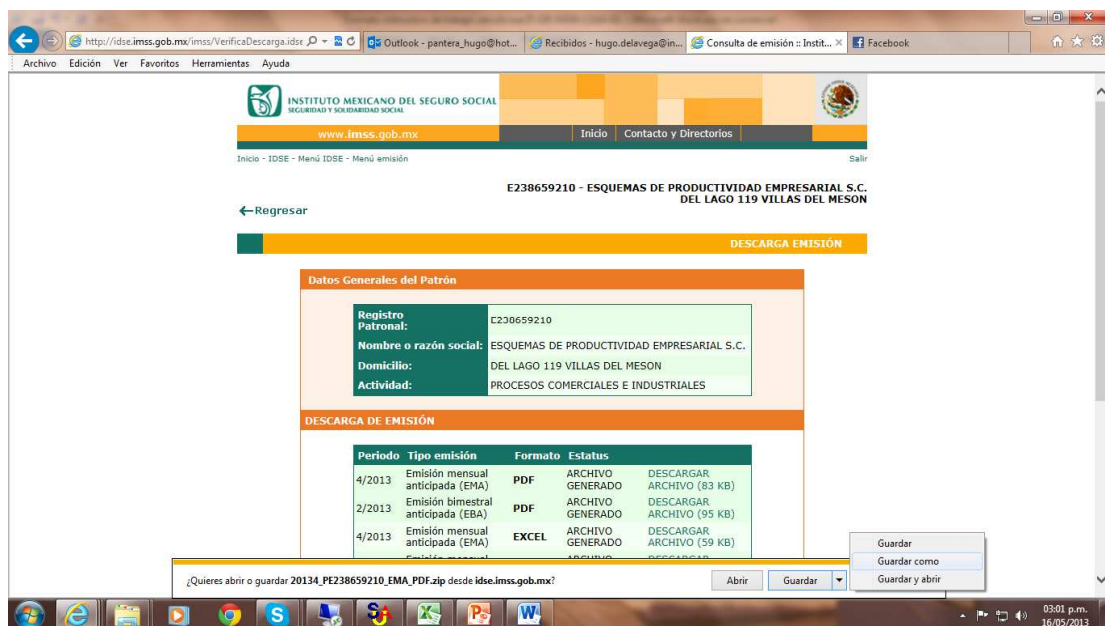 http://idse.imss.gob.mx/imss/VerificaDescarga.idse
Outlook - pantera_hugo@hot...
Recibidos - hugo.delavega@in...
Consulta de emisión :: Instit...
Facebook
Archivo Edición Ver Favoritos Herramientas Ayuda
INSTITUTO MEXICANO DEL SEGURO SOCIAL
SEGURIDAD Y SOLIDARIDAD SOCIAL
www.imss.gob.mx
Inicio Contacto y Directorios
Inicio - IDSE - Menú IDSE - Menú emisión
Salir
E238659210 - ESQUEMAS DE PRODUCTIVIDAD EMPRESARIAL S.C.
DEL LAGO 119 VILLAS DEL MESON
←Regresar
DESCARGA EMISIÓN
Datos Generales del Patrón
Registro Patronal: E238659210
Nombre o razón social: ESQUEMAS DE PRODUCTIVIDAD EMPRESARIAL S.C.
Domicilio: DEL LAGO 119 VILLAS DEL MESON
Actividad: PROCESOS COMERCIALES E INDUSTRIALES
DESCARGA DE EMISIÓN
Periodo Tipo emisión Formato Estatus
4/2013 Emisión mensual anticipada (EMA) PDF ARCHIVO GENERADO DESCARGAR ARCHIVO (83 KB)
2/2013 Emisión bimestral anticipada (EBA) PDF ARCHIVO GENERADO DESCARGAR ARCHIVO (95 KB)
4/2013 Emisión mensual anticipada (EMA) EXCEL ARCHIVO GENERADO DESCARGAR ARCHIVO (59 KB)
Guardar
Guardar como
Guardar y abrir
¿Quieres abrir o guardar 20134_PE238659210_EMA_PDF.zip desde idse.imss.gob.mx?
Abrir
Guardar
03:01 p.m.
16/05/2013